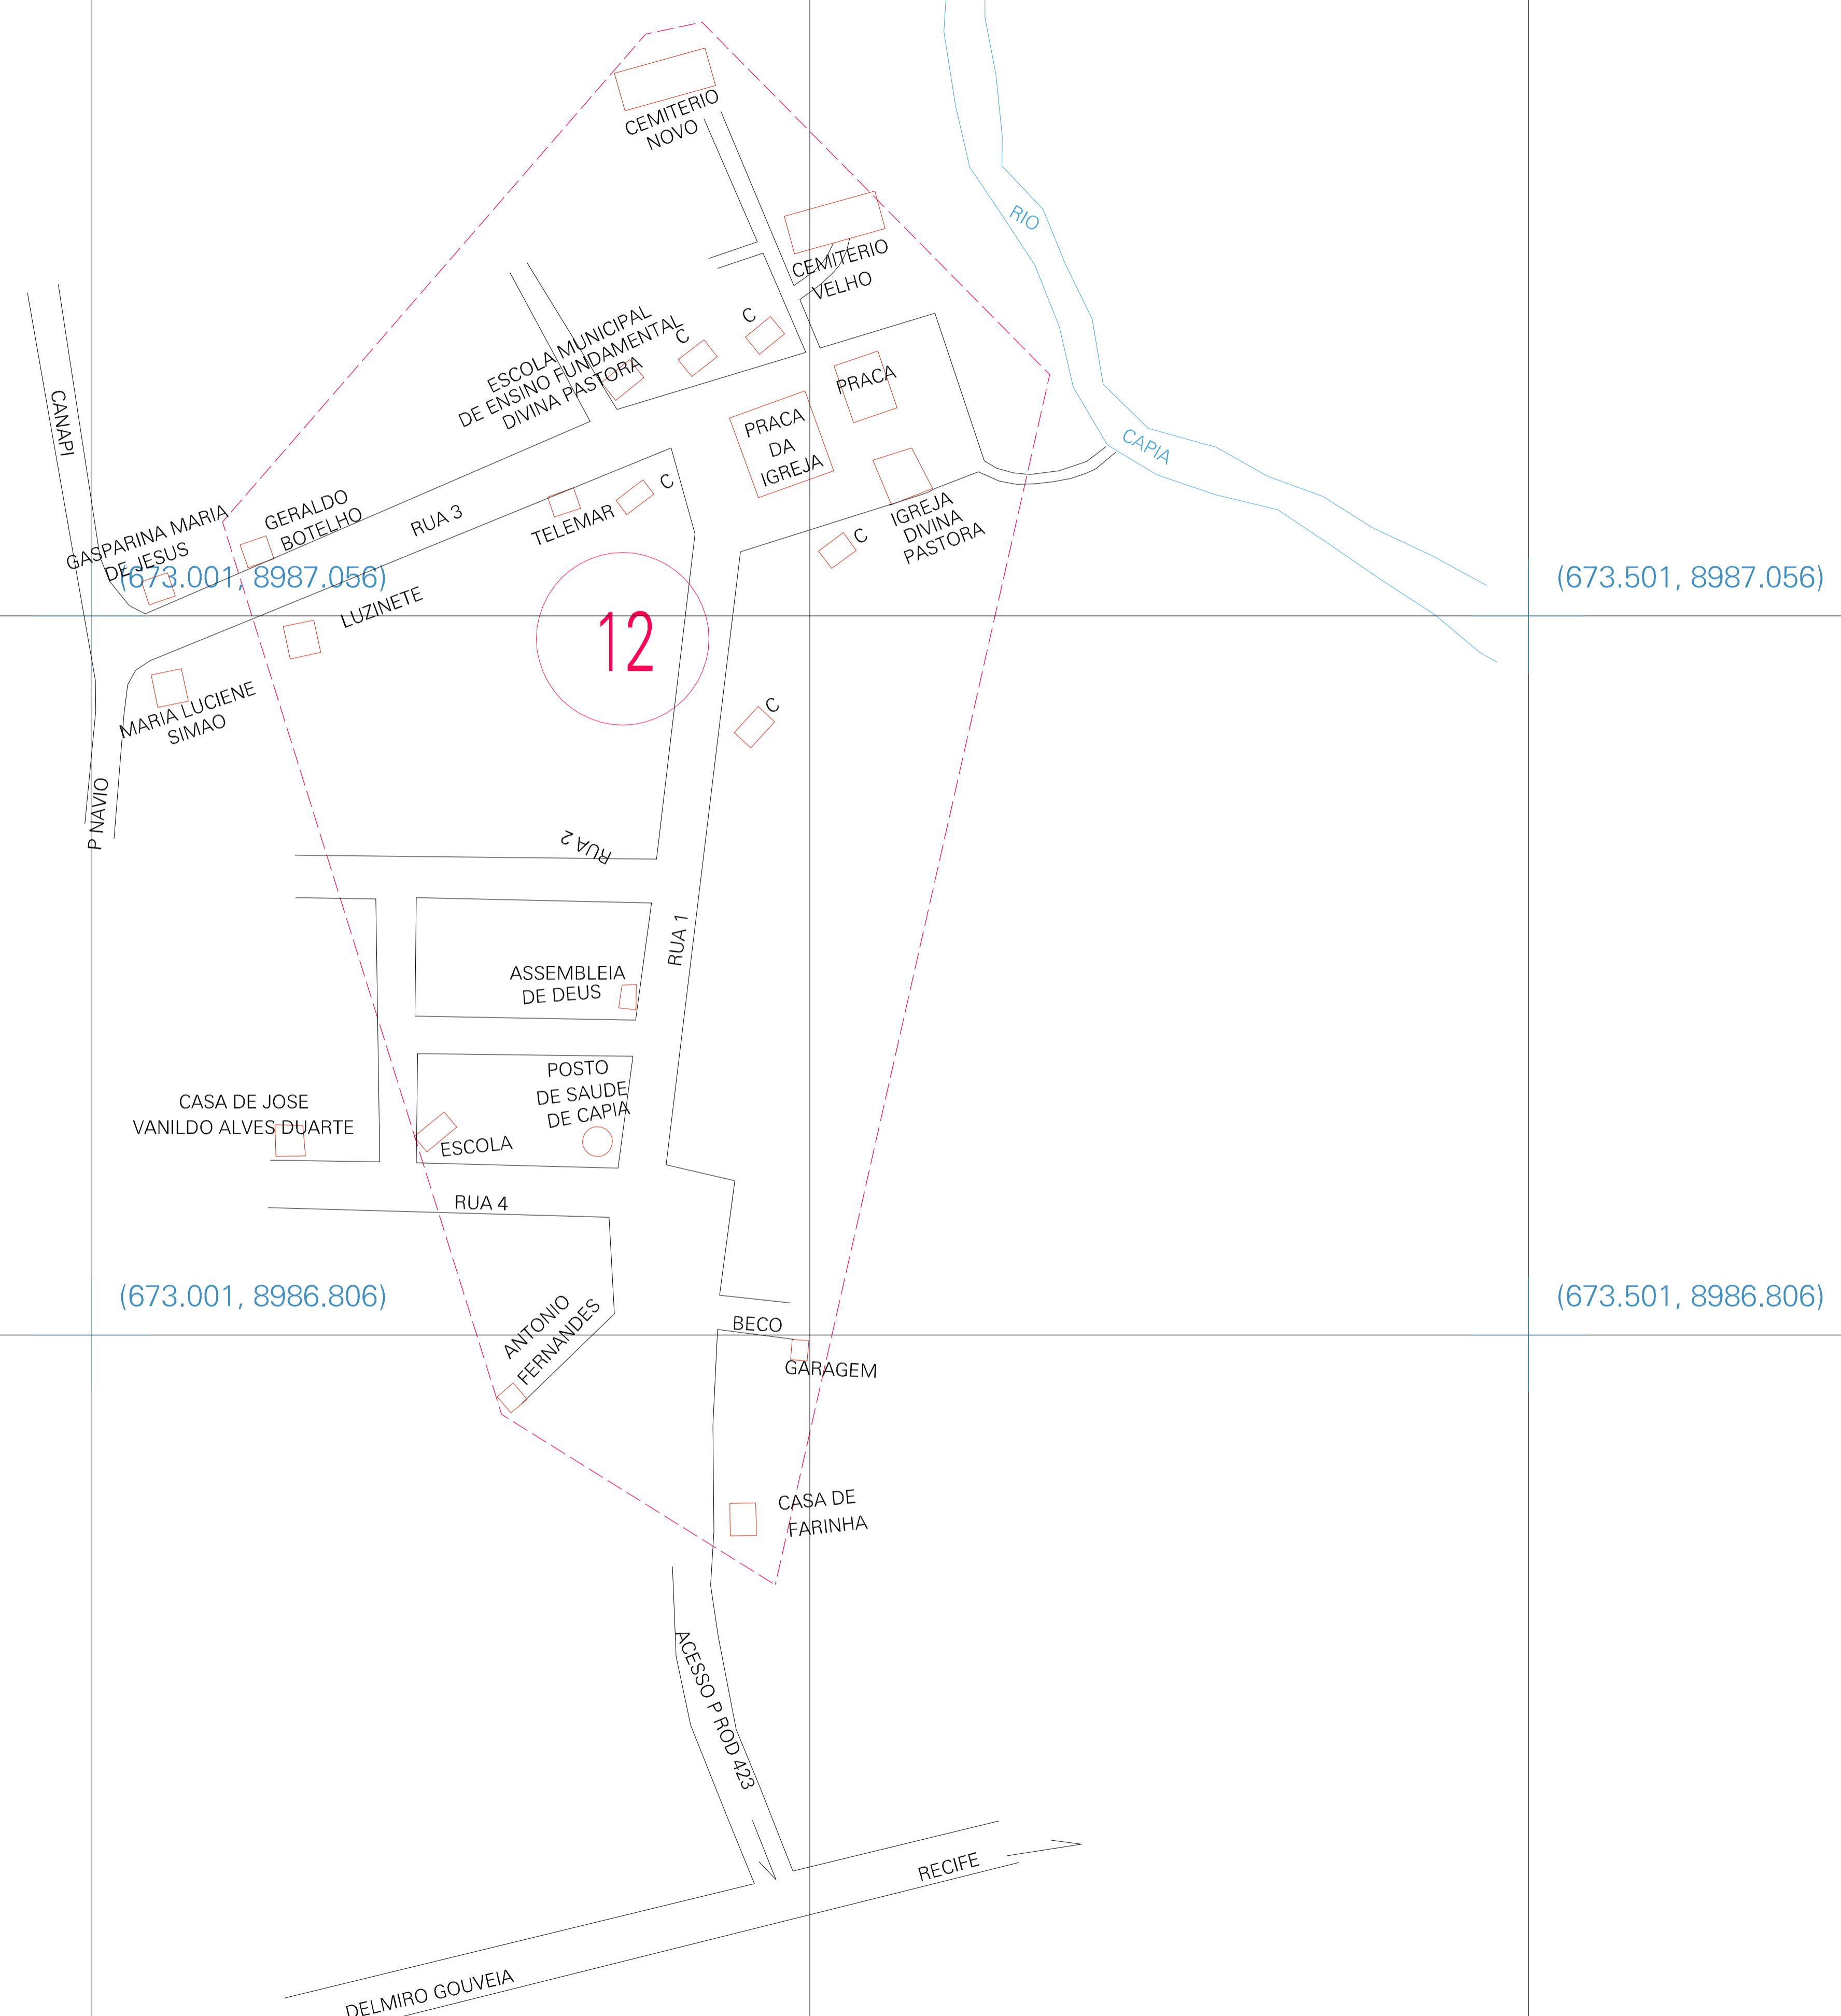 CEMITERIO
NOVO
RIO
CEMITERIO
VELHO
C
C
ESCOLA MUNICIPAL
DE ENSINO FUNDAMENTAL
DIVINA PASTORA
PRACA
CANAPI
PRACA
DA
IGREJA
CAPIA
C
GERALDO
BOTELHO
RUA 3
TELEMAR
IGREJA
DIVINA
PASTORA
C
GASPARINA MARIA
DE JESUS
(673.001, 8987.056)
(673.501, 8987.056)
LUZINETE
12
MARIA LUCIENE
SIMAO
C
P NAVIO
RUA 2
RUA 1
ASSEMBLEIA
DE DEUS
POSTO
DE SAUDE
DE CAPIA
CASA DE JOSE
VANILDO ALVES DUARTE
ESCOLA
RUA 4
(673.001, 8986.806)
(673.501, 8986.806)
ANTONIO
FERNANDES
BECO
GARAGEM
CASA DE
FARINHA
ACESSO P ROD 423
RECIFE
DELMIRO GOUVEIA